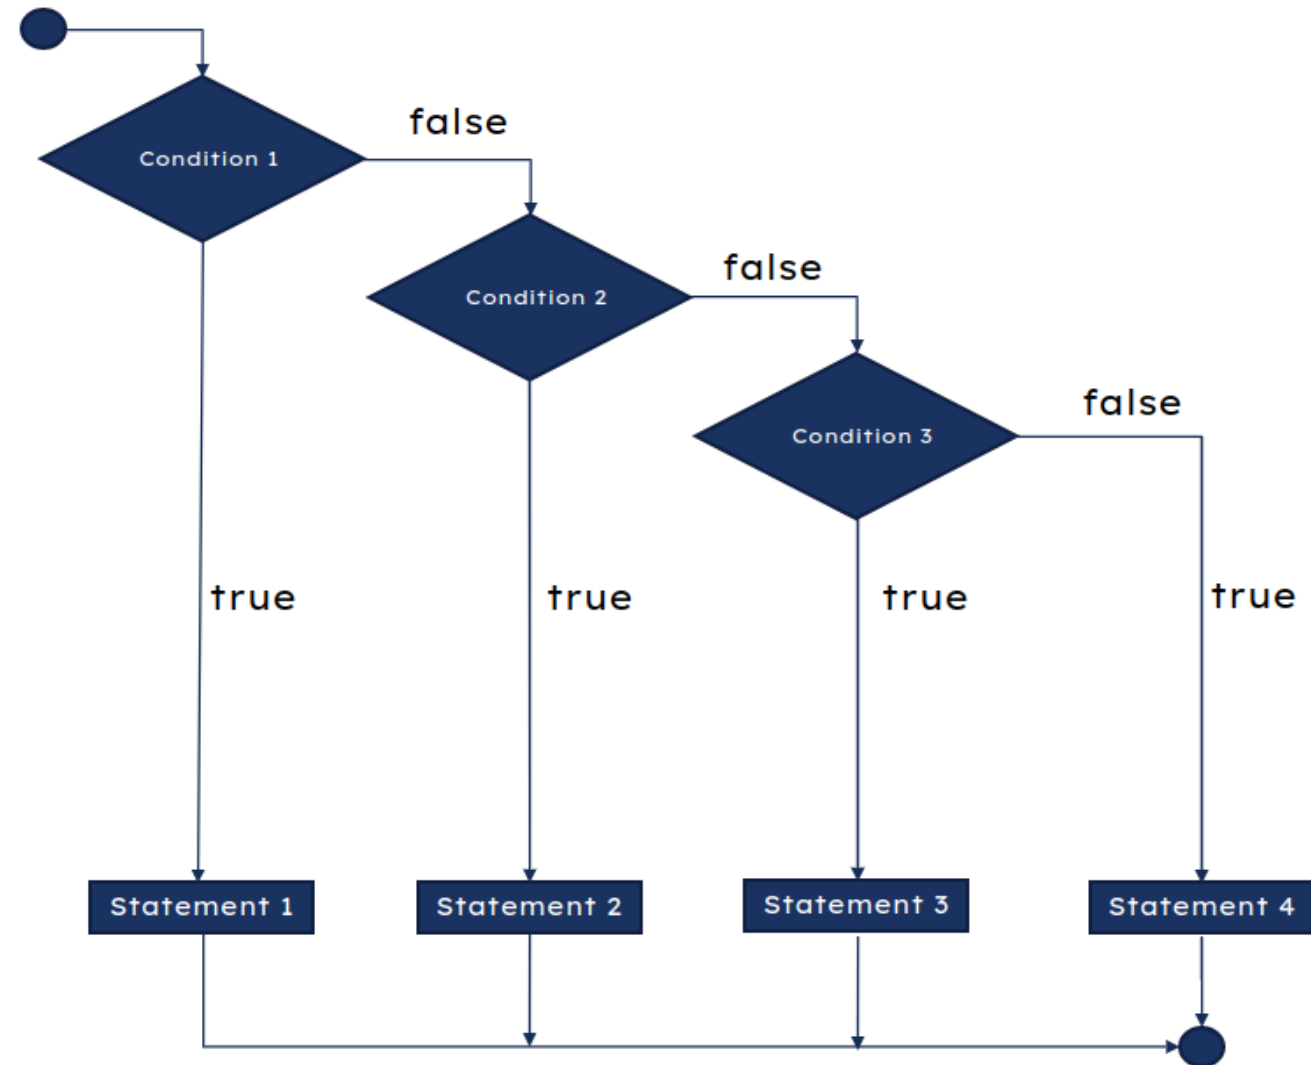 Condition 1
false
Condition 2
false
Condition 3
false
true
true
true
true
Statement 1
Statement 2
Statement 3
Statement 4